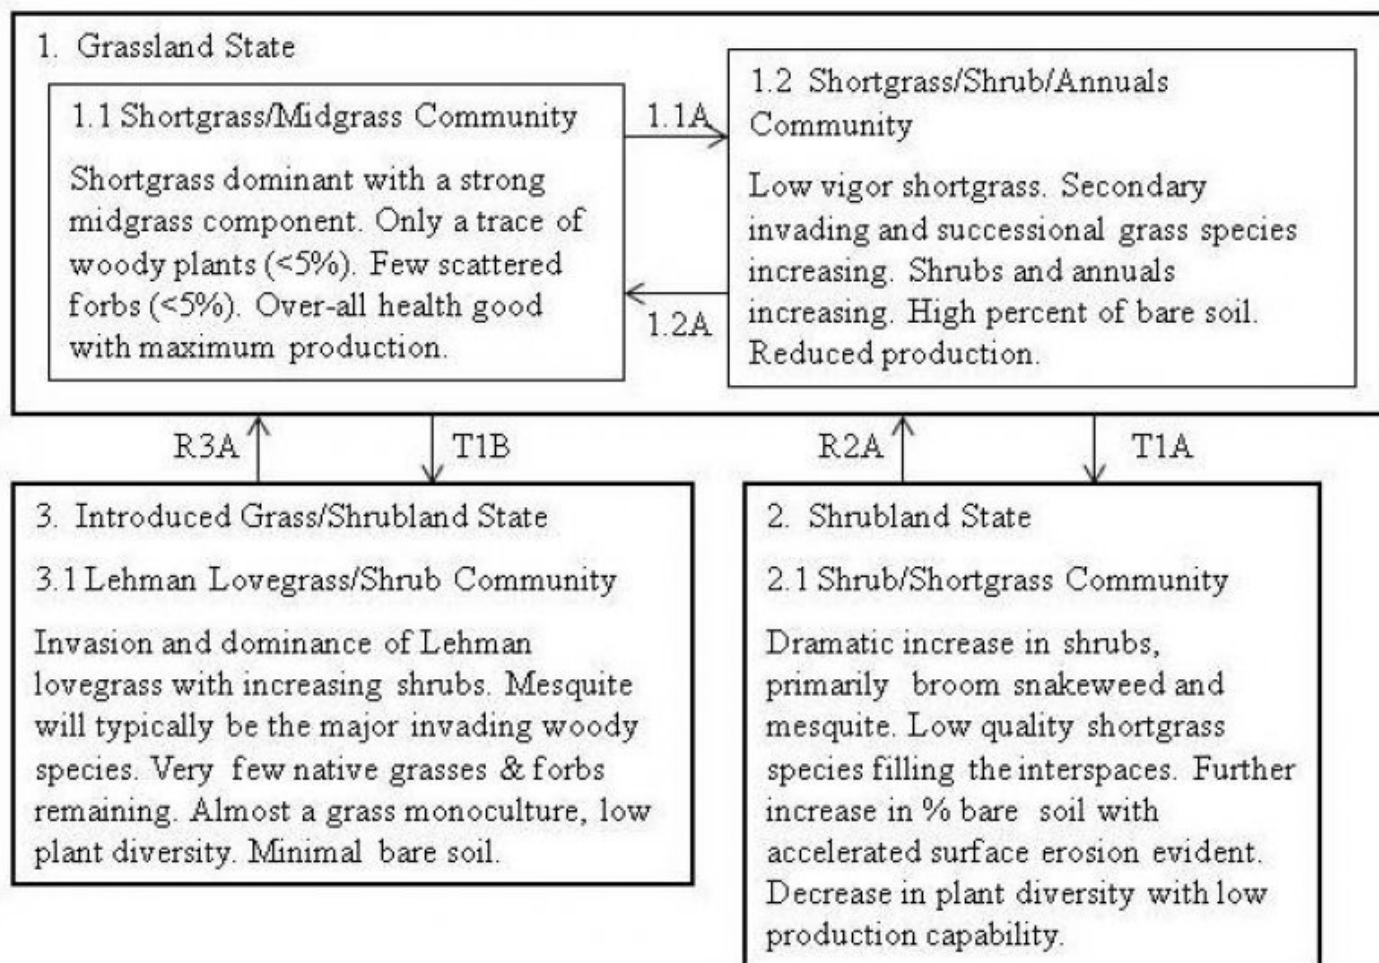 1. Grassland State
1.1 Shortgrass/Midgrass Community
Shortgrass dominant with a strong
midgrass component. Only a trace of
woody plants (<5%). Few scattered
forbs (<5%). Over-all health good
with maximum production.
1.1A
1.2A
1.2 Shortgrass/Shrub/Annuals
Community
Low vigor shortgrass. Secondary
invading and successional grass species
increasing. Shrubs and annuals
increasing. High percent of bare soil.
Reduced production.
R3A
T1B
R2A
T1A
3. Introduced Grass/Shrubland State
3.1 Lehman Lovegrass/Shrub Community
Invasion and dominance of Lehman
lovegrass with increasing shrubs. Mesquite
will typically be the major invading woody
species. Very few native grasses & forbs
remaining. Almost a grass monoculture, low
plant diversity. Minimal bare soil.
2. Shrubland State
2.1 Shrub/Shortgrass Community
Dramatic increase in shrubs,
primarily broom snakeweed and
mesquite. Low quality shortgrass
species filling the interspaces. Further
increase in % bare soil with
accelerated surface erosion evident.
Decrease in plant diversity with low
production capability.